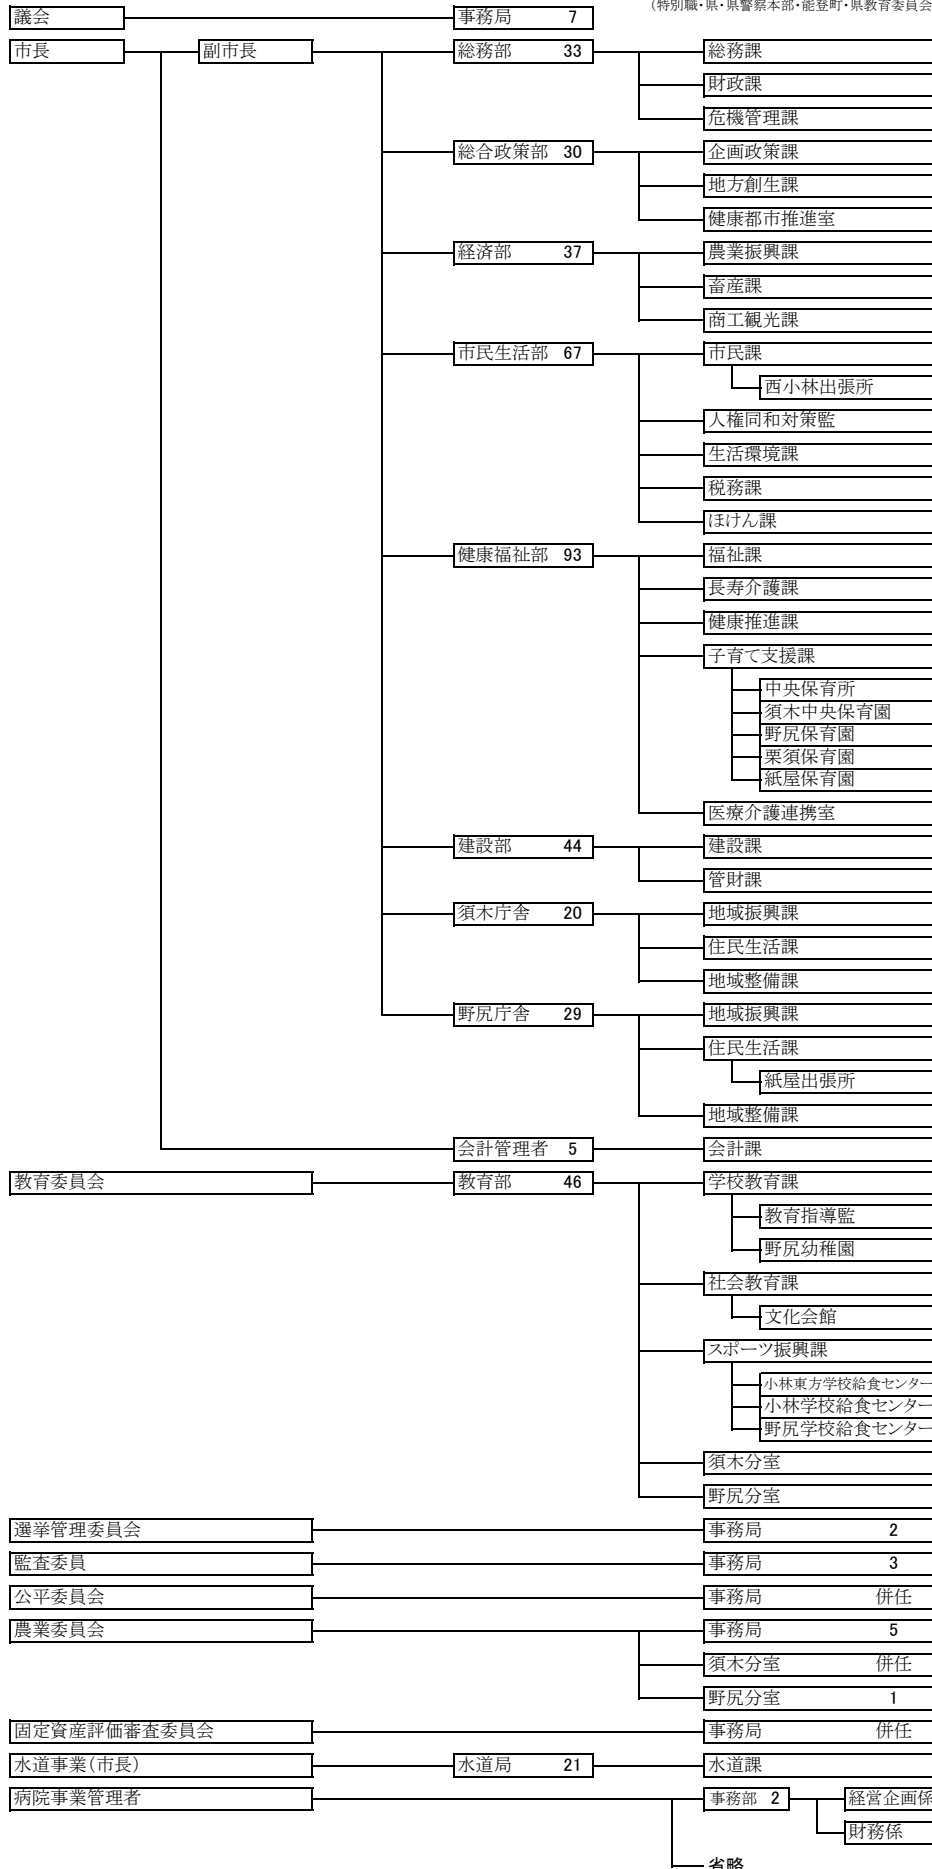 (特別職・県・県警察本部・能登町・県教育委員会
議会 事務局 7
市長 副市長 総務部 33 総務課
財政課
危機管理課
総合政策部 30 企画政策課
地方創生課
健康都市推進室
経済部 37 農業振興課
畜産課
商工観光課
市民生活部 67 市民課
西小林出張所
人権同和対策監
生活環境課
税務課
ほけん課
健康福祉部 93 福祉課
長寿介護課
健康推進課
子育て支援課
中央保育所
須木中央保育園
野尻保育園
栗須保育園
紙屋保育園
医療介護連携室
建設部 44 建設課
管財課
須木庁舎 20 地域振興課
住民生活課
地域整備課
野尻庁舎 29 地域振興課
住民生活課
紙屋出張所
地域整備課
会計管理者 5 会計課
教育委員会 教育部 46 学校教育課
教育指導監
野尻幼稚園
社会教育課
文化会館
スポーツ振興課
小林東方学校給食センター
小林学校給食センター
野尻学校給食センター
須木分室
野尻分室
選挙管理委員会 事務局 2
監査委員 事務局 3
公平委員会 事務局 併任
農業委員会 事務局 5
須木分室 併任
野尻分室 1
固定資産評価審査委員会 事務局 併任
水道事業(市長) 水道局 21 水道課
病院事業管理者 事務部 2 経営企画係
財務係
省略